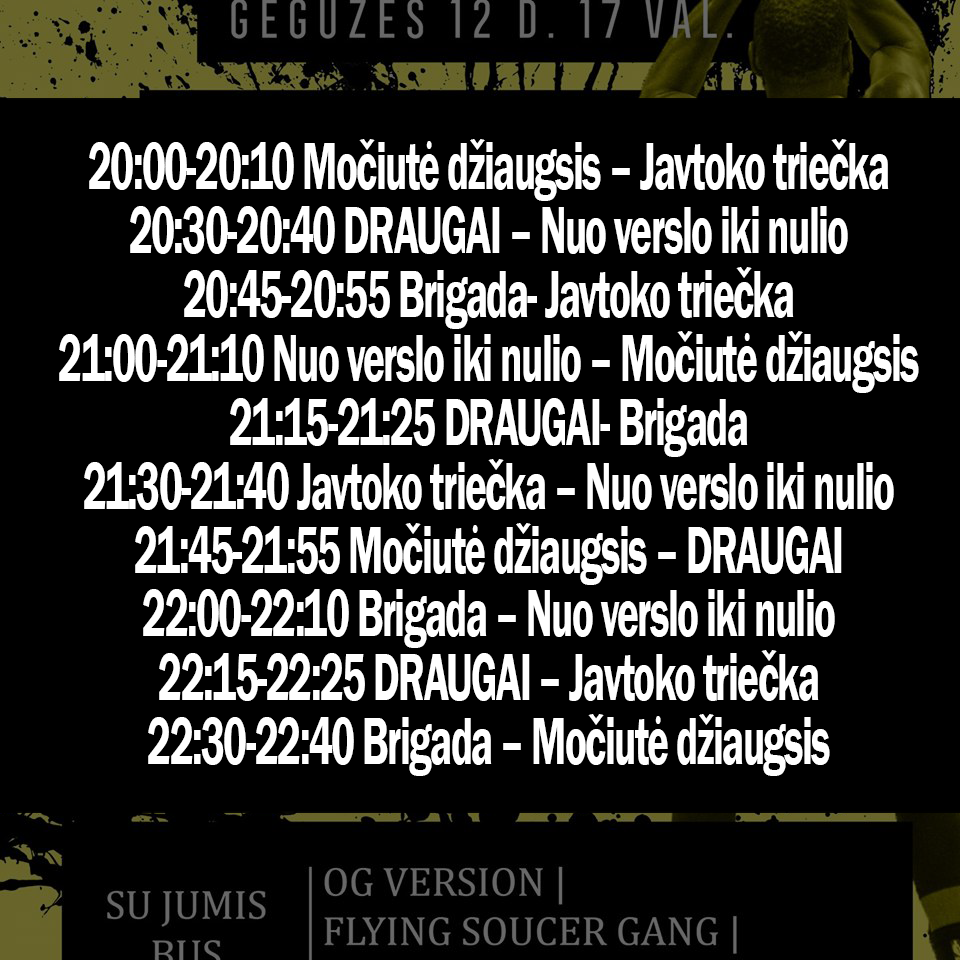 GEGUŽĖS 12 D. 17 VAL.
20:00-20:10 Močiutė džiaugsis – Javtoko triečka
20:30-20:40 DRAUGAI – Nuo verslo iki nulio
20:45-20:55 Brigada- Javtoko triečka
21:00-21:10 Nuo verslo iki nulio – Močiutė džiaugsis
21:15-21:25 DRAUGAI- Brigada
21:30-21:40 Javtoko triečka – Nuo verslo iki nulio
21:45-21:55 Močiutė džiaugsis – DRAUGAI
22:00-22:10 Brigada – Nuo verslo iki nulio
22:15-22:25 DRAUGAI – Javtoko triečka
22:30-22:40 Brigada – Močiutė džiaugsis
SU JUMIS
BUS
| OG VERSION |
| FLYING SOUCER GANG |